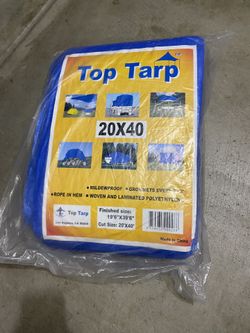 Top Tarp
20X40
• MILDEWPROOF • GROMMETS
• ROPE IN HEM • WOVEN AND LAMINATED POLYETHYLENE
Top Tarp
Finished size:
19'6"X39'6"
Cut Size: 20'X40'
Made in China